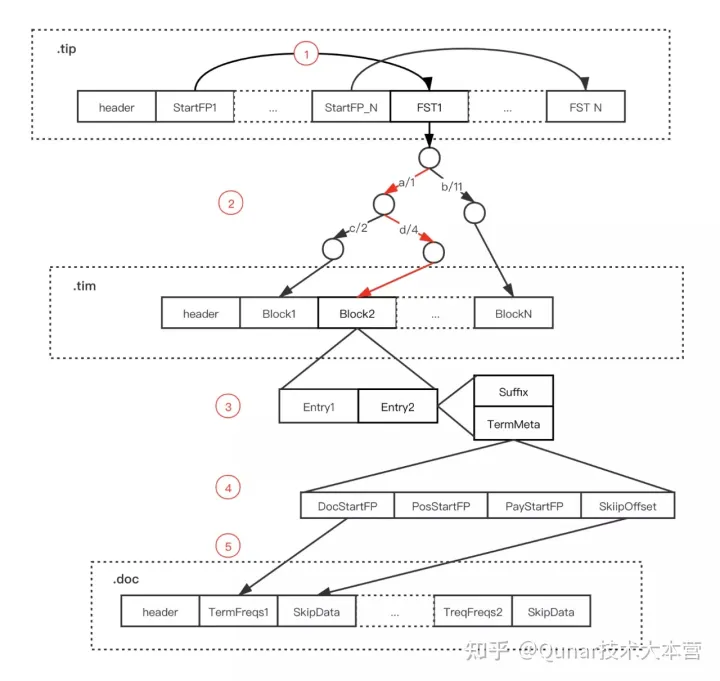 .tip
1
header StartFP1 ... StartFP_N FST1 ... FST N
a/1 b/11
2
c/2 d/4
.tim
header Block1 Block2 ... BlockN
Suffix
3 Entry1 Entry2
TermMeta
4
DocStartFP PosStartFP PayStartFP SkiipOffset
5
.doc
header TermFreqs1 SkipData ... TreqFreqs2 SkipData
知乎 @Qunar技术大本营